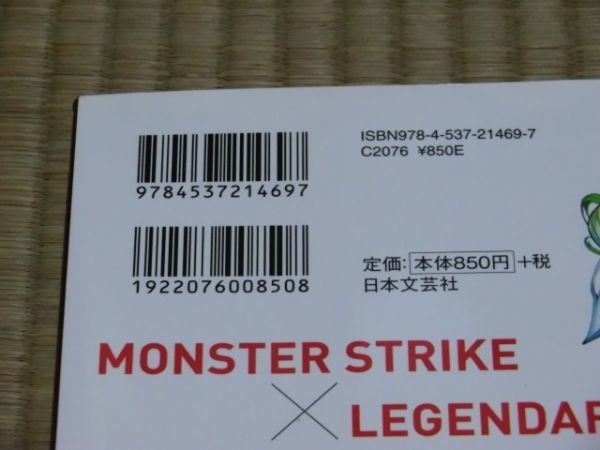 ISBN978-4-537-21469-7
C2076 ¥850E
9784537214697
1922076008508
定価: 本体850円 +税
日本文芸社
MONSTER STRIKE
LEGENDAR